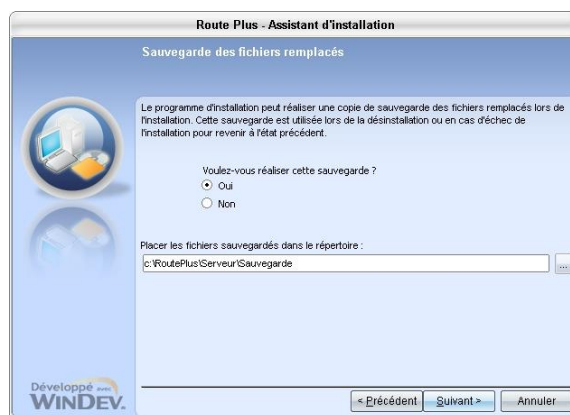 Route Plus - Assistant d'installation
Sauvegarde des fichiers remplacés
Le programme d'installation peut réaliser une copie de sauvegarde des fichiers remplacés lors de
l'installation. Cette sauvegarde est utilisée lors de la désinstallation ou en cas d'échec de
l'installation pour revenir à l'état précédent.
Voulez-vous réaliser cette sauvegarde ?
Oui
Non
Placer les fichiers sauvegardés dans le répertoire :
c:\RoutePlus\Serveur\Sauvegarde
...
Développé avec
WINDEV.
< Précédent
Suivant >
Annuler